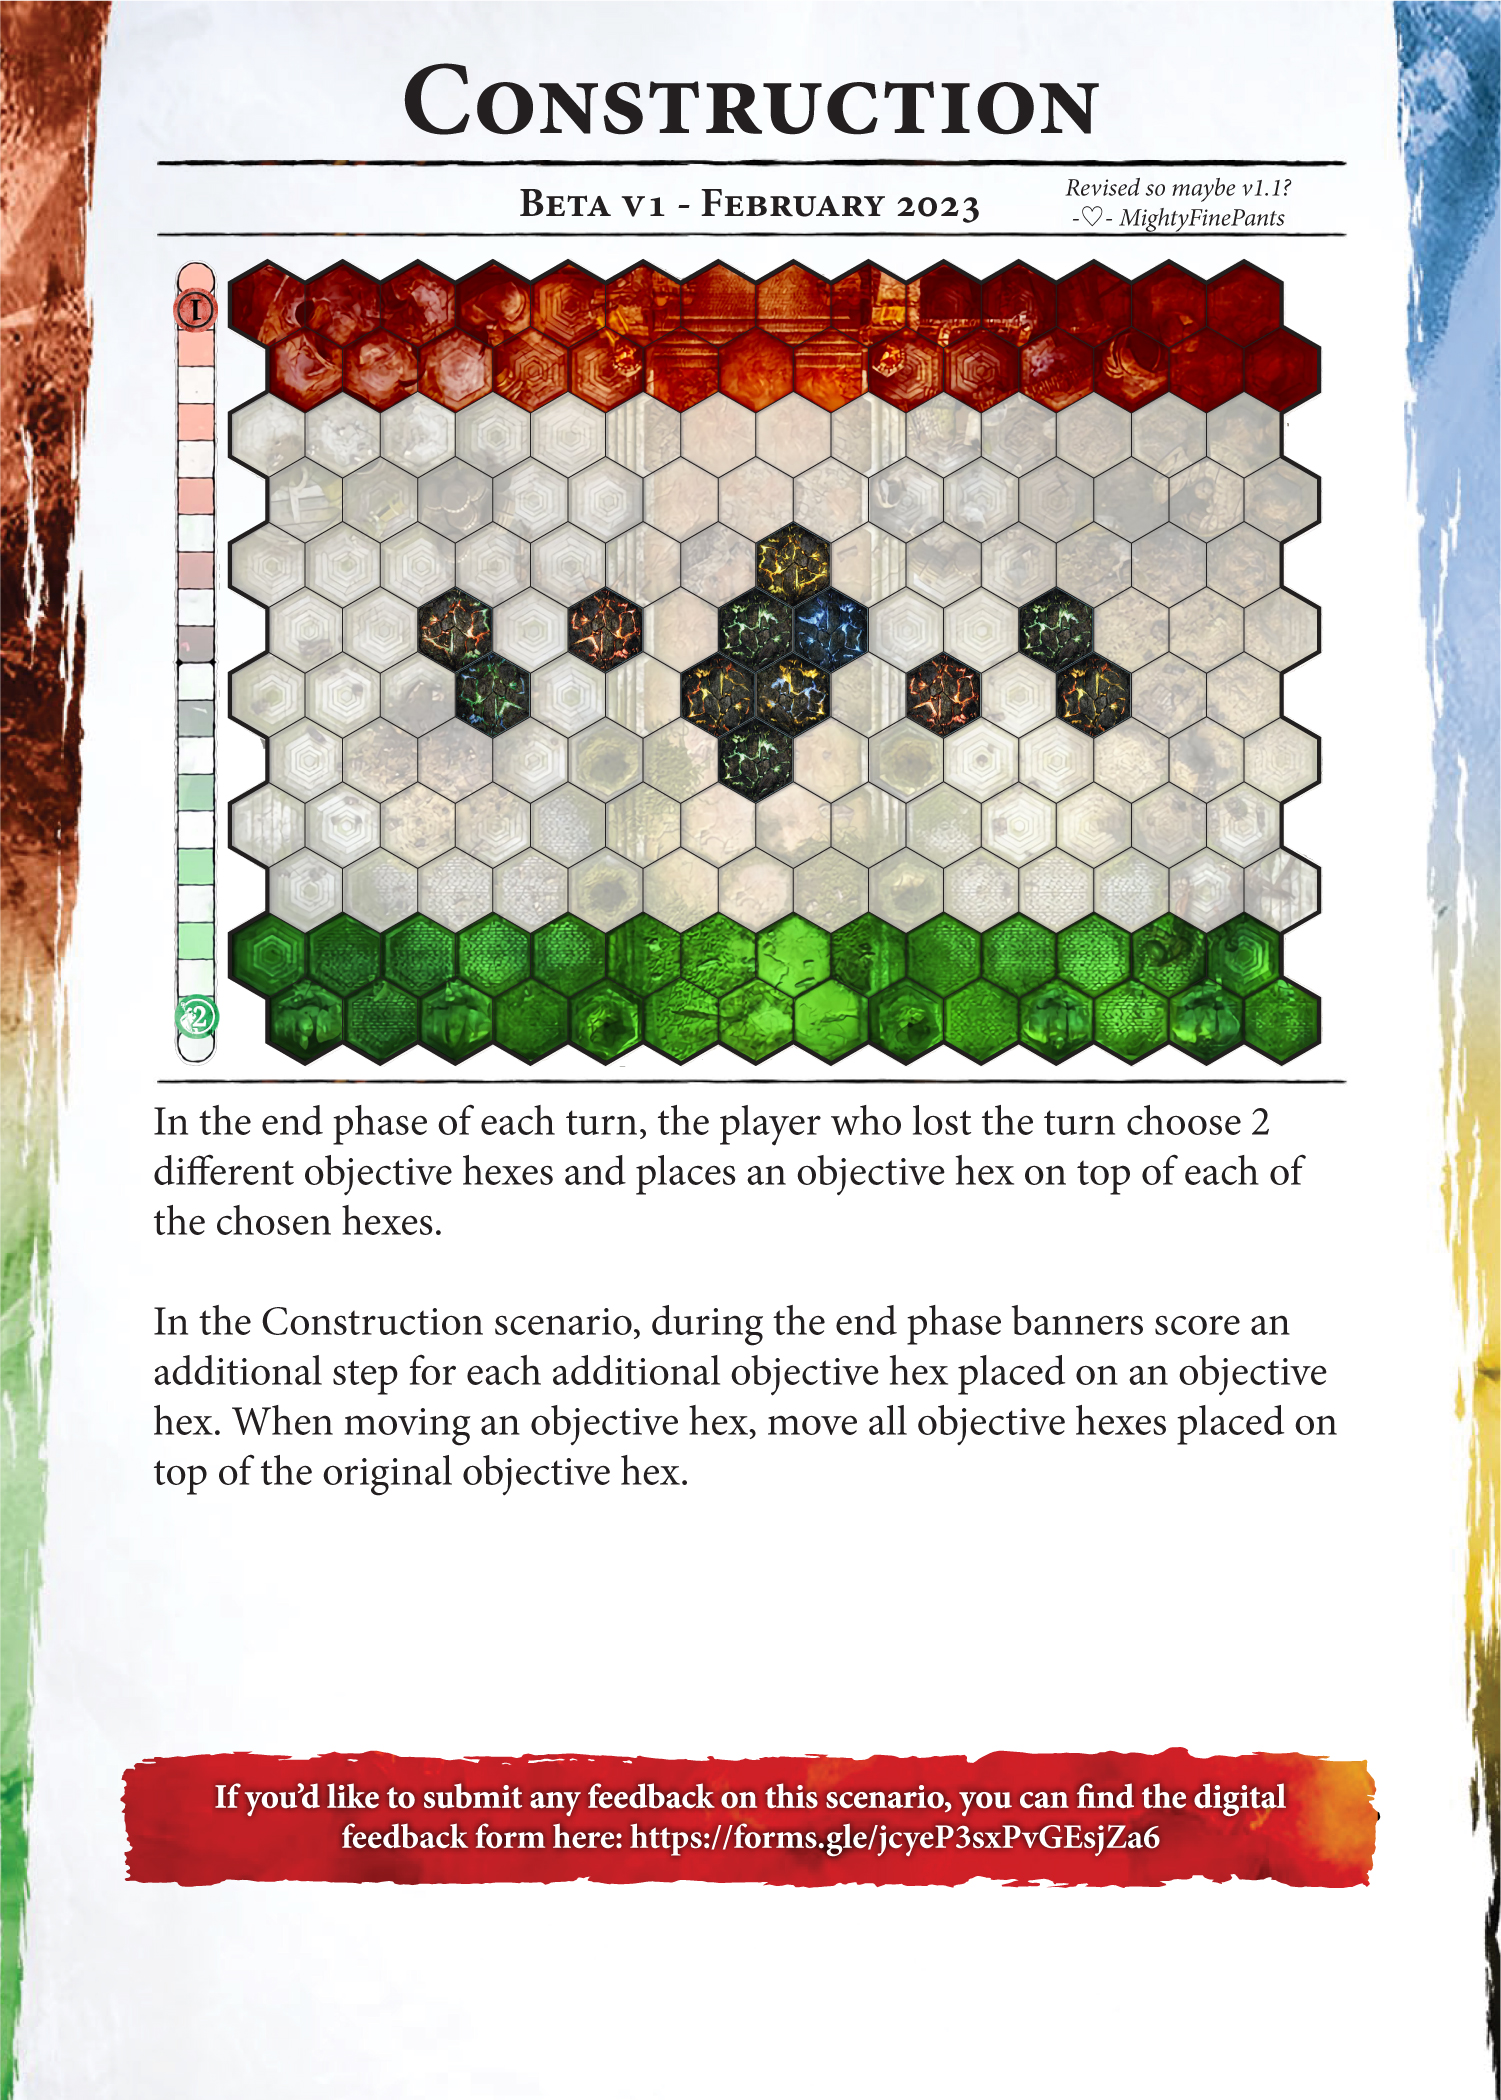 Construction
Beta v1 - February 2023
Revised so maybe v1.1?
-♡- MightyFinePants
1
2
In the end phase of each turn, the player who lost the turn choose 2
different objective hexes and places an objective hex on top of each of
the chosen hexes.
In the Construction scenario, during the end phase banners score an
additional step for each additional objective hex placed on an objective
hex. When moving an objective hex, move all objective hexes placed on
top of the original objective hex.
If you'd like to submit any feedback on this scenario, you can find the digital
feedback form here: https://forms.gle/jcyeP3sxPvGEsjZa6